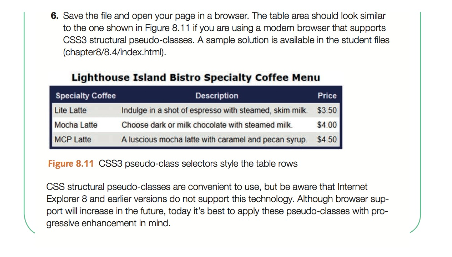 6. Save the file and open your page in a browser. The table area should look similar
to the one shown in Figure 8.11 if you are using a modern browser that supports
CSS3 structural pseudo-classes. A sample solution is available in the student files
(chapter8/8.4/index.html).
Lighthouse Island Bistro Specialty Coffee Menu
Specialty Coffee Description Price
Lite Latte Indulge in a shot of espresso with steamed, skim milk. $3.50
Mocha Latte Choose dark or milk chocolate with steamed milk. $4.00
MCP Latte A luscious mocha latte with caramel and pecan syrup $4.50
Figure 8.11 CSS3 pseudo-class selectors style the table rows
CSS structural pseudo-classes are convenient to use, but be aware that Internet
Explorer 8 and earlier versions do not support this technology. Although browser sup-
port will increase in the future, today it's best to apply these pseudo-classes with pro-
gressive enhancement in mind.